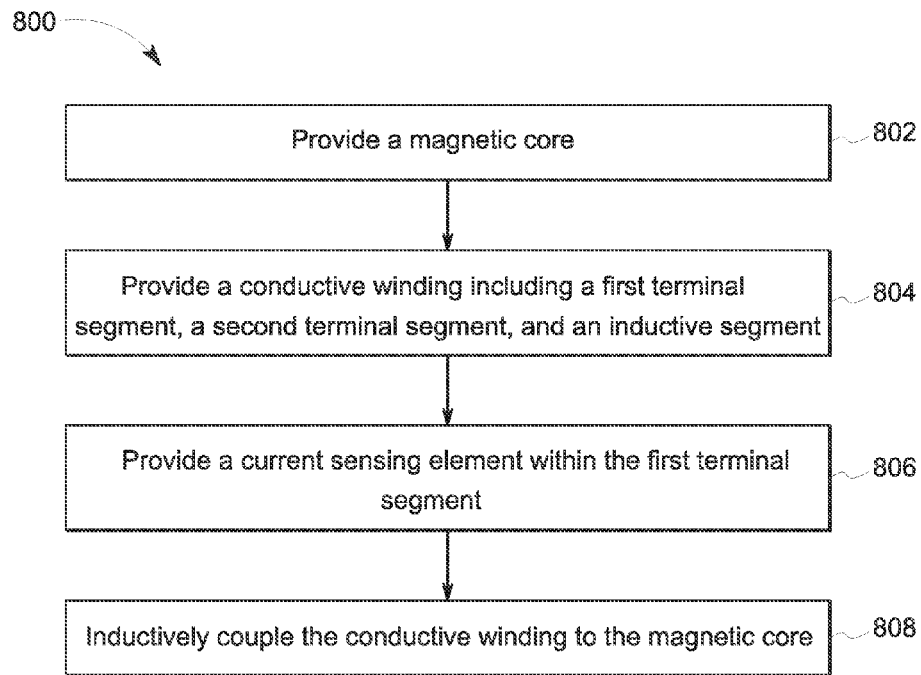 800
Provide a magnetic core
802
Provide a conductive winding including a first terminal
segment, a second terminal segment, and an inductive segment
804
Provide a current sensing element within the first terminal
segment
806
Inductively couple the conductive winding to the magnetic core
808